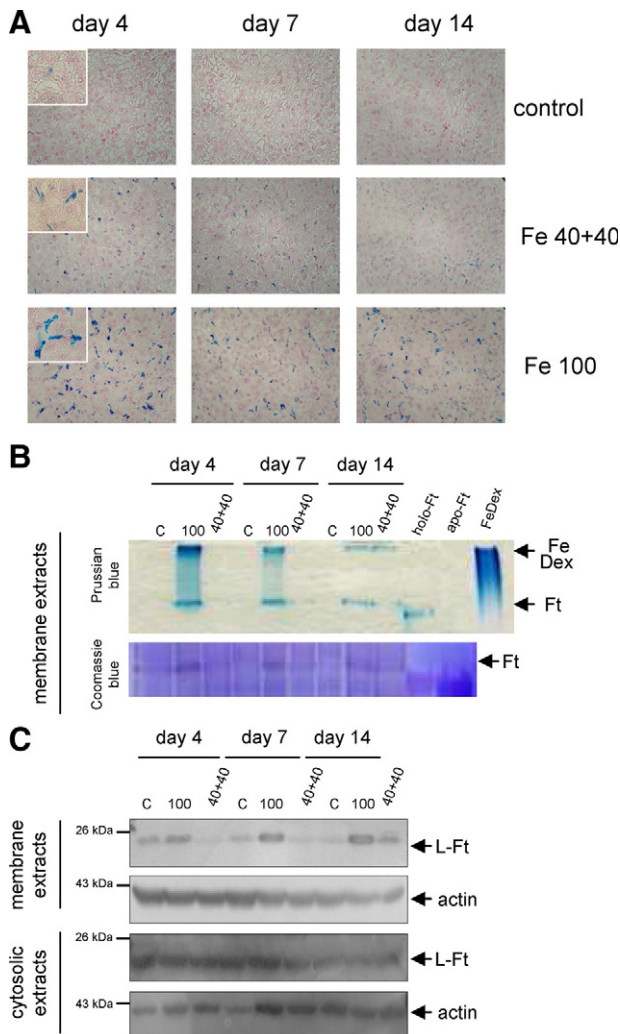 A
day 4 day 7 day 14
control
Fe 40+40
Fe 100
B
day 4 day 7 day 14
C 100 40+40 C 100 40+40 C 100 40+40 holo-Ft apo-Ft FeDex
membrane extracts
Prussian blue
Fe Dex
Ft
Coomassie blue
Ft
C
day 4 day 7 day 14
C 100 40+40 C 100 40+40 C 100 40+40
membrane extracts
26 kDa
L-Ft
43 kDa
actin
cytosolic extracts
26 kDa
L-Ft
43 kDa
actin